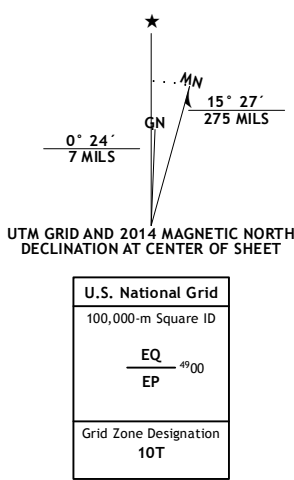 ★
MN
GN
15° 27´
275 MILS
0° 24´
7 MILS
UTM GRID AND 2014 MAGNETIC NORTH
DECLINATION AT CENTER OF SHEET
U.S. National Grid
100,000-m Square ID
EQ
4900
EP
Grid Zone Designation
10T